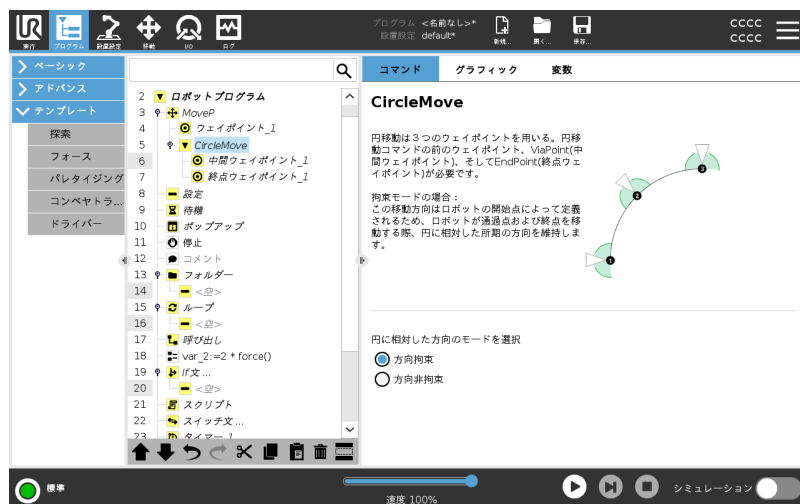 UR
実行
プログラム
設置設定
移動
I/O
ログ
プログラム <名前なし>*
設置設定 default*
新規...
開く...
保存...
CCCC
CCCC
ベーシック
アドバンス
テンプレート
探索
フォース
パレタイジング
コンベヤトラ...
ドライバー
2 ロボットプログラム
3 MoveP
4 ウェイポイント_1
5 CircleMove
6 中間ウェイポイント_1
7 終点ウェイポイント_1
8 設定
9 待機
10 ポップアップ
11 停止
12 コメント
13 フォルダー
14 <空>
15 ループ
16 <空>
17 呼び出し
18 var_2:=2 * force()
19 If文 ...
20 <空>
21 スクリプト
22 スイッチ文 ...
23 タイマー 1
コマンド グラフィック 変数
CircleMove
円移動は３つのウェイポイントを用いる。円移
動コマンドの前のウェイポイント、ViaPoint(中
間ウェイポイント)、そしてEndPoint(終点ウェ
イポイント)が必要です。
拘束モードの場合：
この移動方向はロボットの開始点によって定義
されるため、ロボットが通過点および終点を移
動する際、円に相対した所期の方向を維持しま
す。
1
2
3
円に相対した方向のモードを選択
方向拘束
方向非拘束
標準
速度 100%
シミュレーション